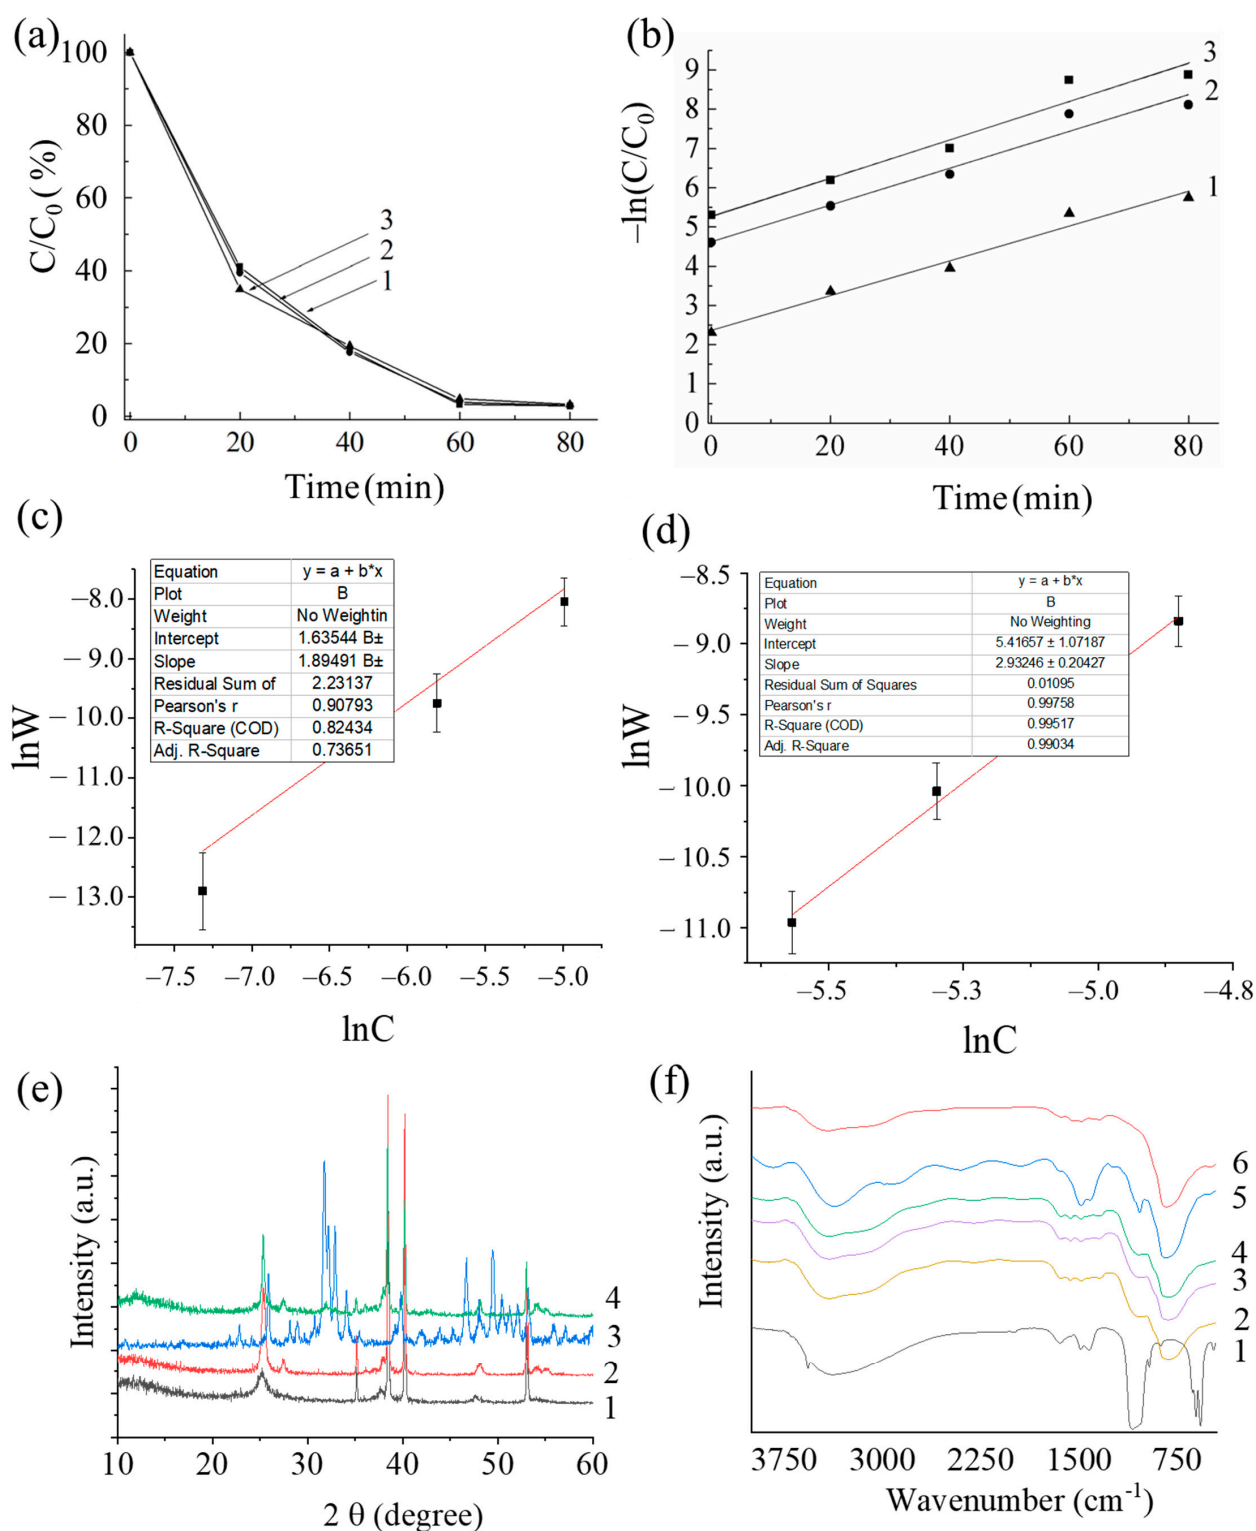 (a)
100
80
60
40
20
0
C/C0 (%)
3
2
1
0 20 40 60 80
Time (min)
(b)
9
8
7
6
5
4
3
2
1
0
–ln(C/C0)
3
2
1
0 20 40 60 80
Time (min)
(c)
Equation y = a + b*x
Plot B
Weight No Weightin
Intercept 1.63544 B±
Slope 1.89491 B±
Residual Sum of 2.23137
Pearson's r 0.90793
R-Square (COD) 0.82434
Adj. R-Square 0.73651
–8.0
– 9.0
– 10.0
– 11.0
– 12.0
– 13.0
lnW
–7.5 –7.0 –6.5 –6.0 –5.5 –5.0
lnC
(d)
Equation y = a + b*x
Plot B
Weight No Weighting
Intercept 5.41657 ± 1.07187
Slope 2.93246 ± 0.20427
Residual Sum of Squares 0.01095
Pearson's r 0.99758
R-Square (COD) 0.99517
Adj. R-Square 0.99034
–8.5
–9.0
–9.5
– 10.0
– 10.5
– 11.0
lnW
–5.5 –5.3 –5.0 –4.8
lnC
(e)
Intensity (a.u.)
4
3
2
1
10 20 30 40 50 60
2 θ (degree)
(f)
Intensity (a.u.)
6
5
4
3
2
1
3750 3000 2250 1500 750
Wavenumber (cm-1)